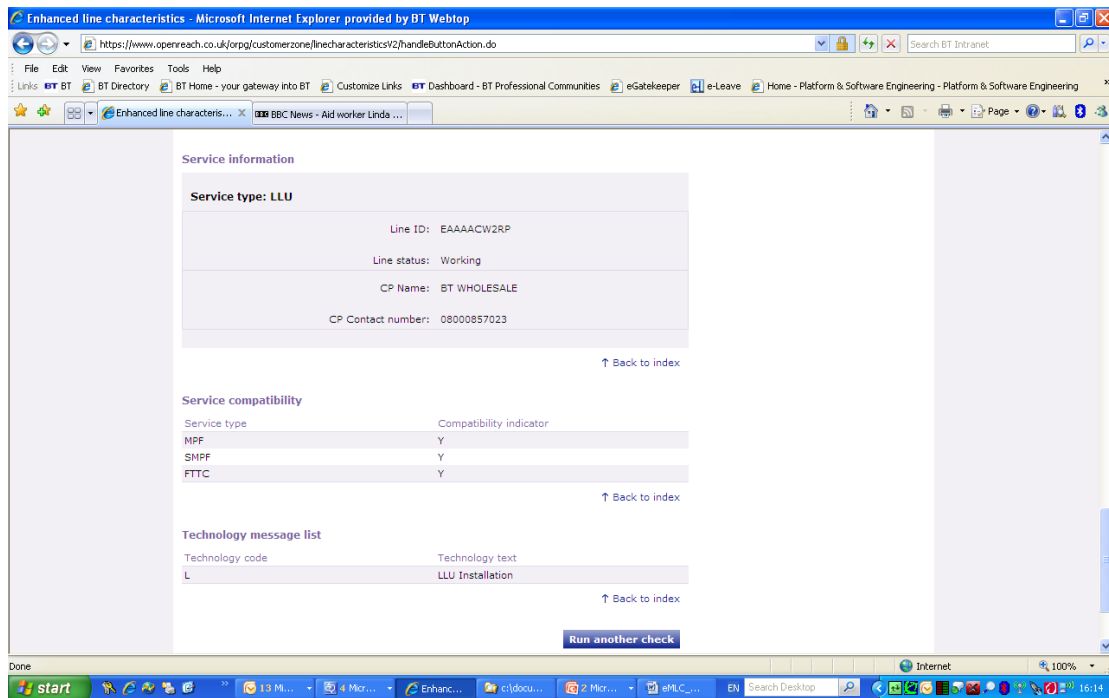 Enhanced line characteristics - Microsoft Internet Explorer provided by BT Webtop
https://www.openreach.co.uk/orpg/customerzone/linecharacteristicsV2/handleButtonAction.do
Search BT Intranet
File Edit View Favorites Tools Help
Links BT BT BT Directory BT Home - your gateway into BT Customize Links BT Dashboard - BT Professional Communities eGatekeeper e-Leave Home - Platform & Software Engineering - Platform & Software Engineering »
Enhanced line characteris... X BBC BBC News - Aid worker Linda ... Page
Service information
Service type: LLU
Line ID: EAAAACW2RP
Line status: Working
CP Name: BT WHOLESALE
CP Contact number: 08000857023
↑ Back to index
Service compatibility
Service type Compatibility indicator
MPF Y
SMPF Y
FTTC Y
↑ Back to index
Technology message list
Technology code Technology text
L LLU Installation
↑ Back to index
Run another check
Done Internet 100%
start » 13 Mi... 4 Micr... Enhanc... c:\docu... 2 Micr... eMLC_... EN Search Desktop 16:14